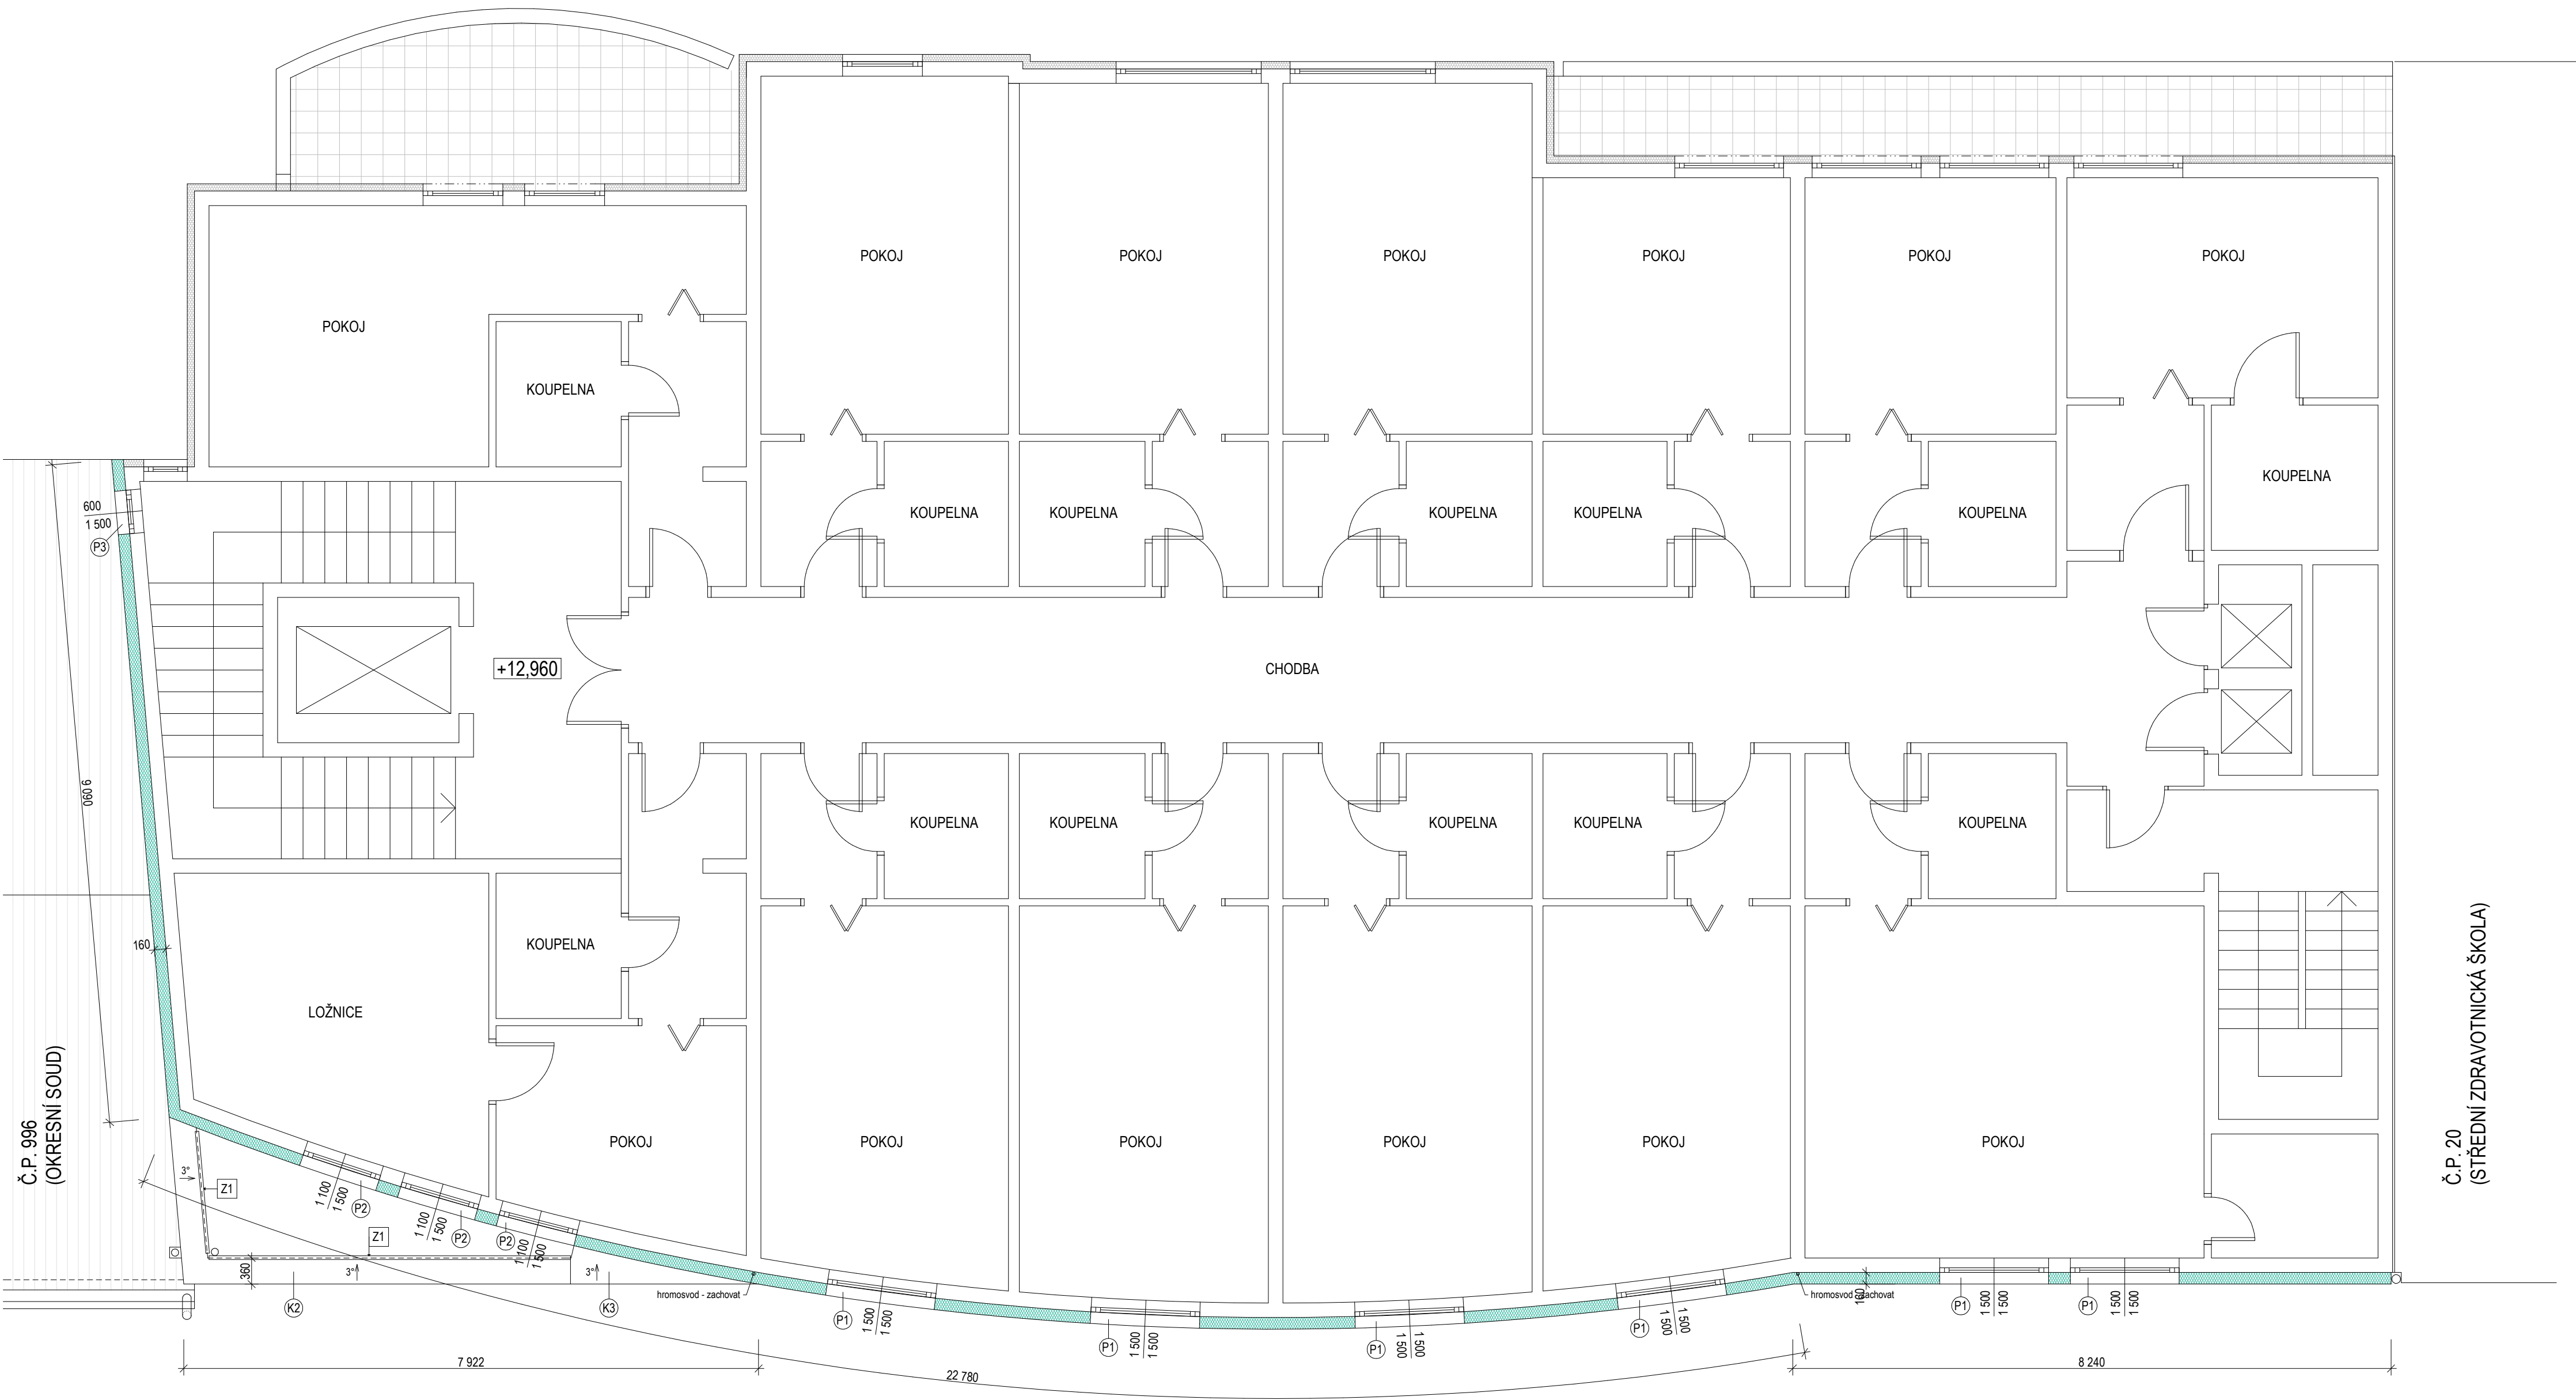 POKOJ
POKOJ
POKOJ
POKOJ
POKOJ
POKOJ
POKOJ
KOUPELNA
KOUPELNA
600
1 500
P3
KOUPELNA
KOUPELNA
KOUPELNA
KOUPELNA
KOUPELNA
+12,960
CHODBA
9 090
KOUPELNA
KOUPELNA
KOUPELNA
KOUPELNA
KOUPELNA
160
KOUPELNA
LOŽNICE
Č.P. 996
(OKRESNÍ SOUD)
Č.P. 20
(STŘEDNÍ ZDRAVOTNICKÁ ŠKOLA)
POKOJ
POKOJ
POKOJ
POKOJ
POKOJ
POKOJ
3°
Z1
1 100
1 500
P2
1 100
1 500
P2
P2
1 100
1 500
Z1
360
3°
3°
K2
K3
hromosvod - zachovat
P1
1 500
1 500
P1
1 500
1 500
P1
1 500
1 500
P1
1 500
1 500
160
hromosvod - zachovat
P1
1 500
1 500
P1
1 500
1 500
7 922
22 780
8 240